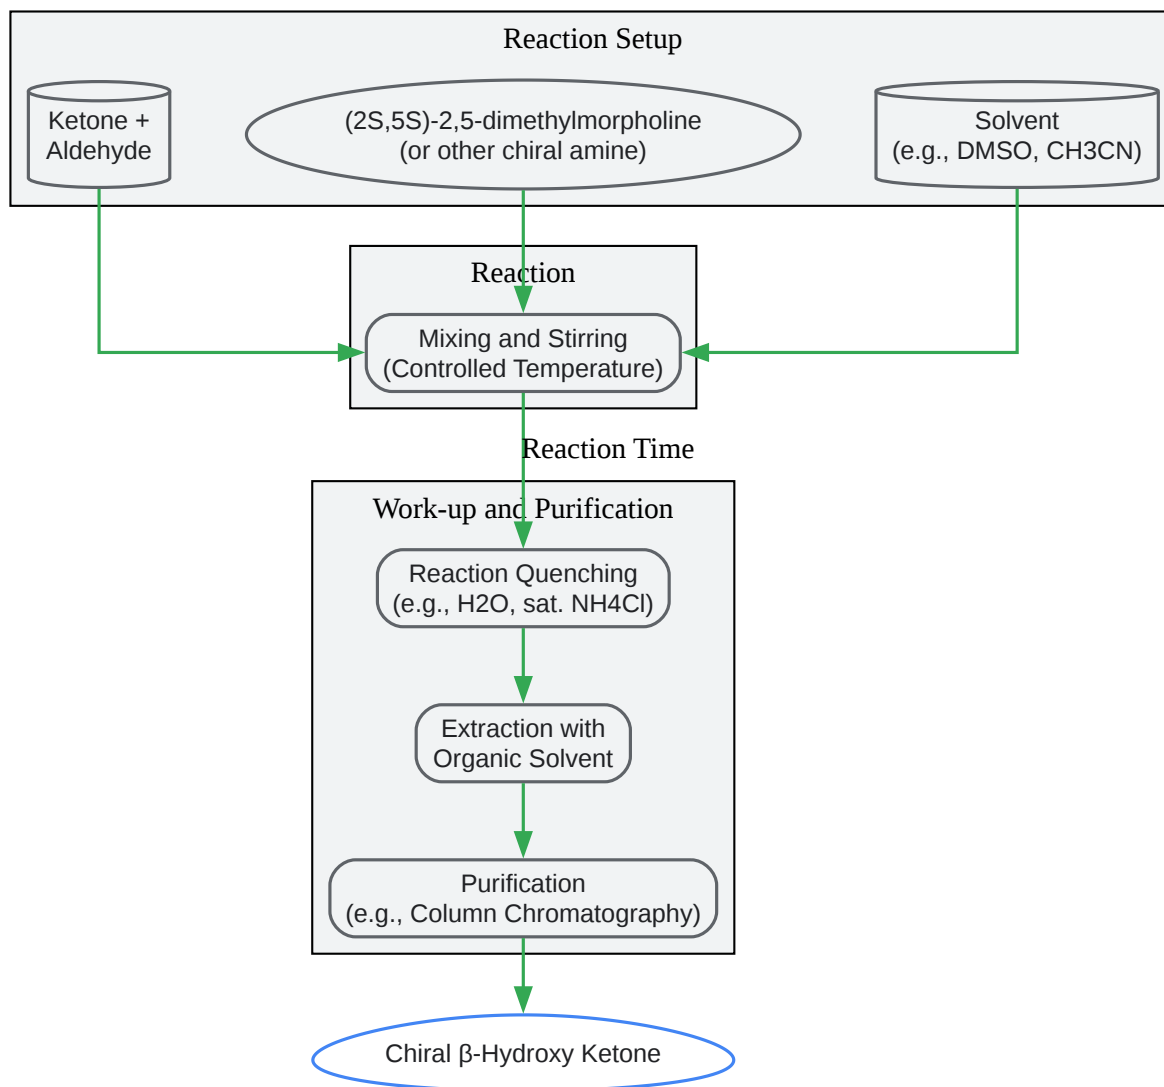 Reaction Setup
Ketone +
Aldehyde
(2S,5S)-2,5-dimethylmorpholine
(or other chiral amine)
Solvent
(e.g., DMSO, CH3CN)
Reaction
Mixing and Stirring
(Controlled Temperature)
Reaction Time
Work-up and Purification
Reaction Quenching
(e.g., H2O, sat. NH4Cl)
Extraction with
Organic Solvent
Purification
(e.g., Column Chromatography)
Chiral β-Hydroxy Ketone